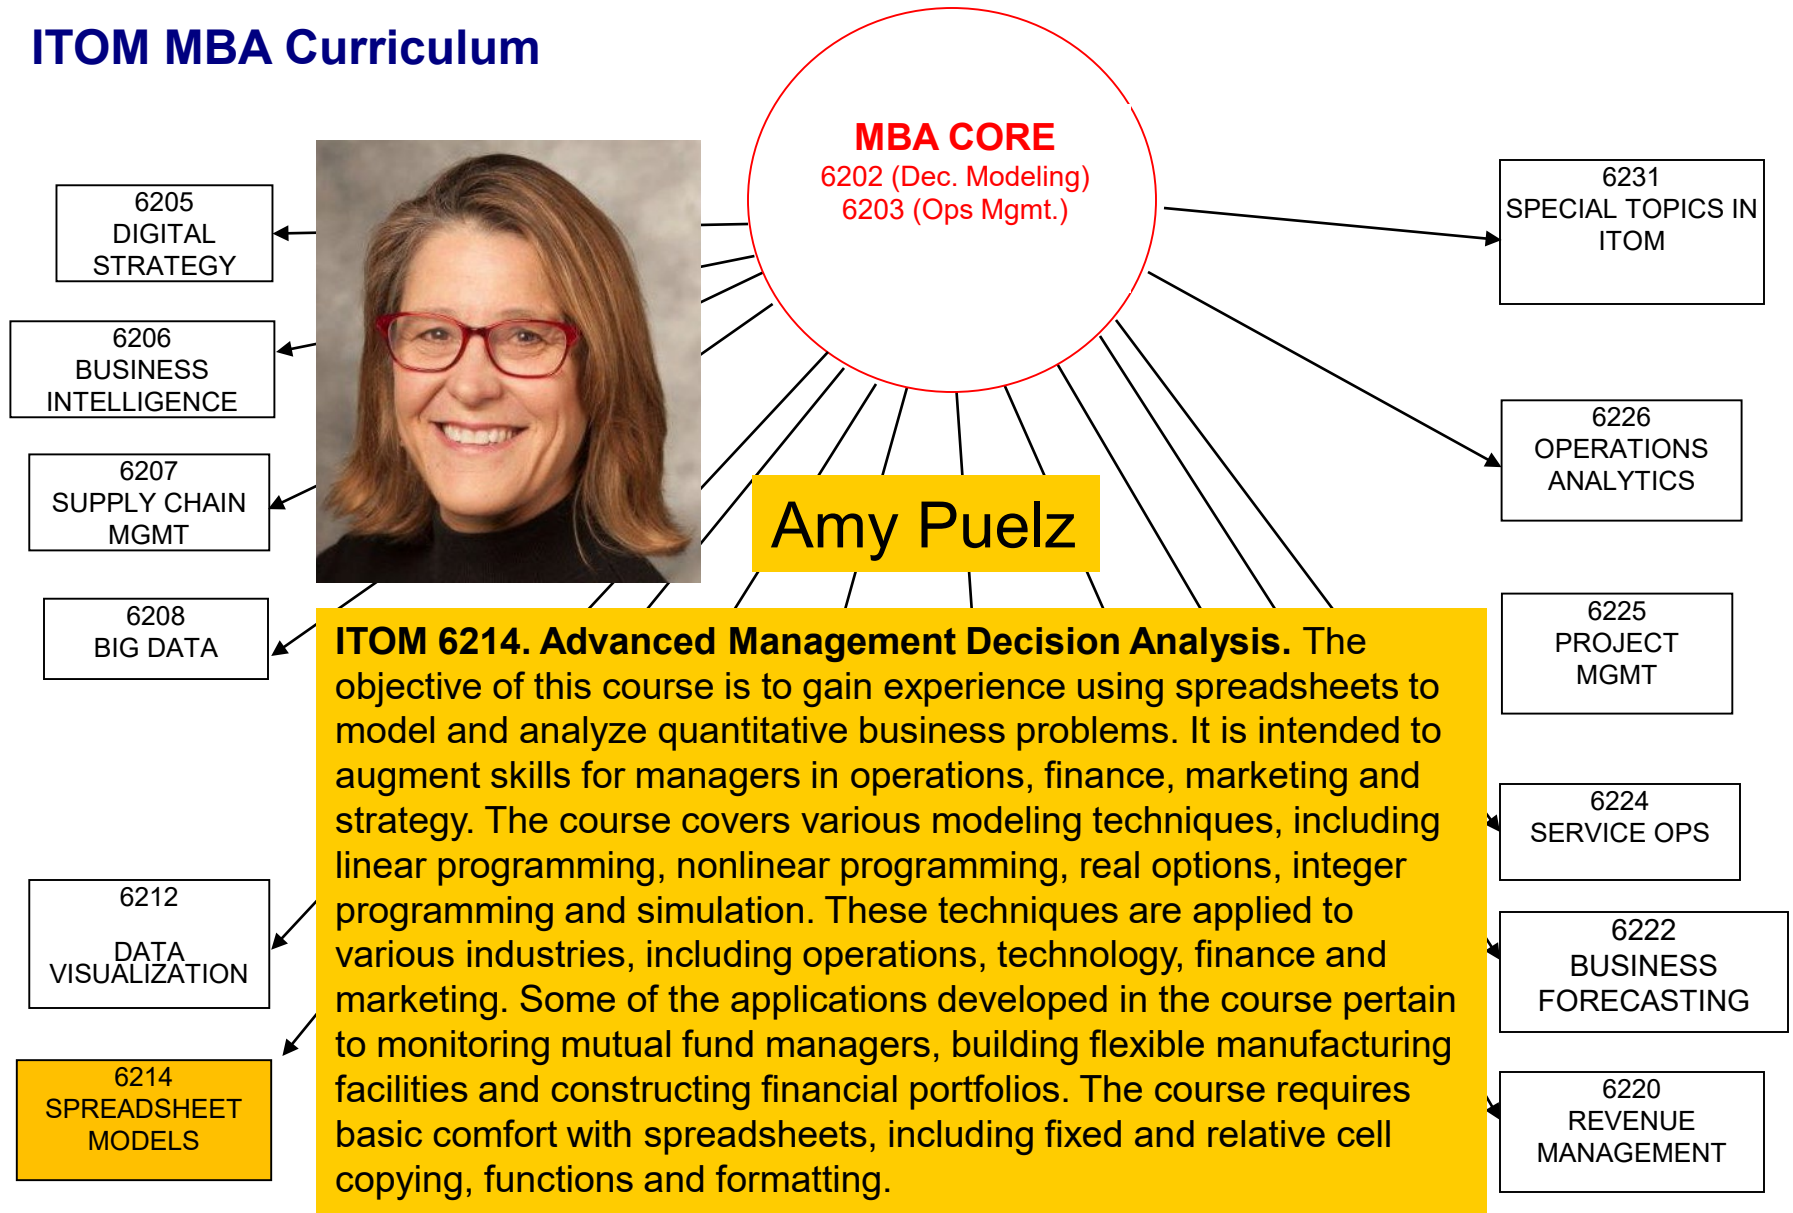 ITOM MBA Curriculum
MBA CORE
6202 (Dec. Modeling)
6203 (Ops Mgmt.)
6205
DIGITAL
STRATEGY
6206
BUSINESS
INTELLIGENCE
6207
SUPPLY CHAIN
MGMT
6208
BIG DATA
6212
DATA
VISUALIZATION
6214
SPREADSHEET
MODELS
Amy Puelz
ITOM 6214. Advanced Management Decision Analysis. The
objective of this course is to gain experience using spreadsheets to
model and analyze quantitative business problems. It is intended to
augment skills for managers in operations, finance, marketing and
strategy. The course covers various modeling techniques, including
linear programming, nonlinear programming, real options, integer
programming and simulation. These techniques are applied to
various industries, including operations, technology, finance and
marketing. Some of the applications developed in the course pertain
to monitoring mutual fund managers, building flexible manufacturing
facilities and constructing financial portfolios. The course requires
basic comfort with spreadsheets, including fixed and relative cell
copying, functions and formatting.
6231
SPECIAL TOPICS IN
ITOM
6226
OPERATIONS
ANALYTICS
6225
PROJECT
MGMT
6224
SERVICE OPS
6222
BUSINESS
FORECASTING
6220
REVENUE
MANAGEMENT